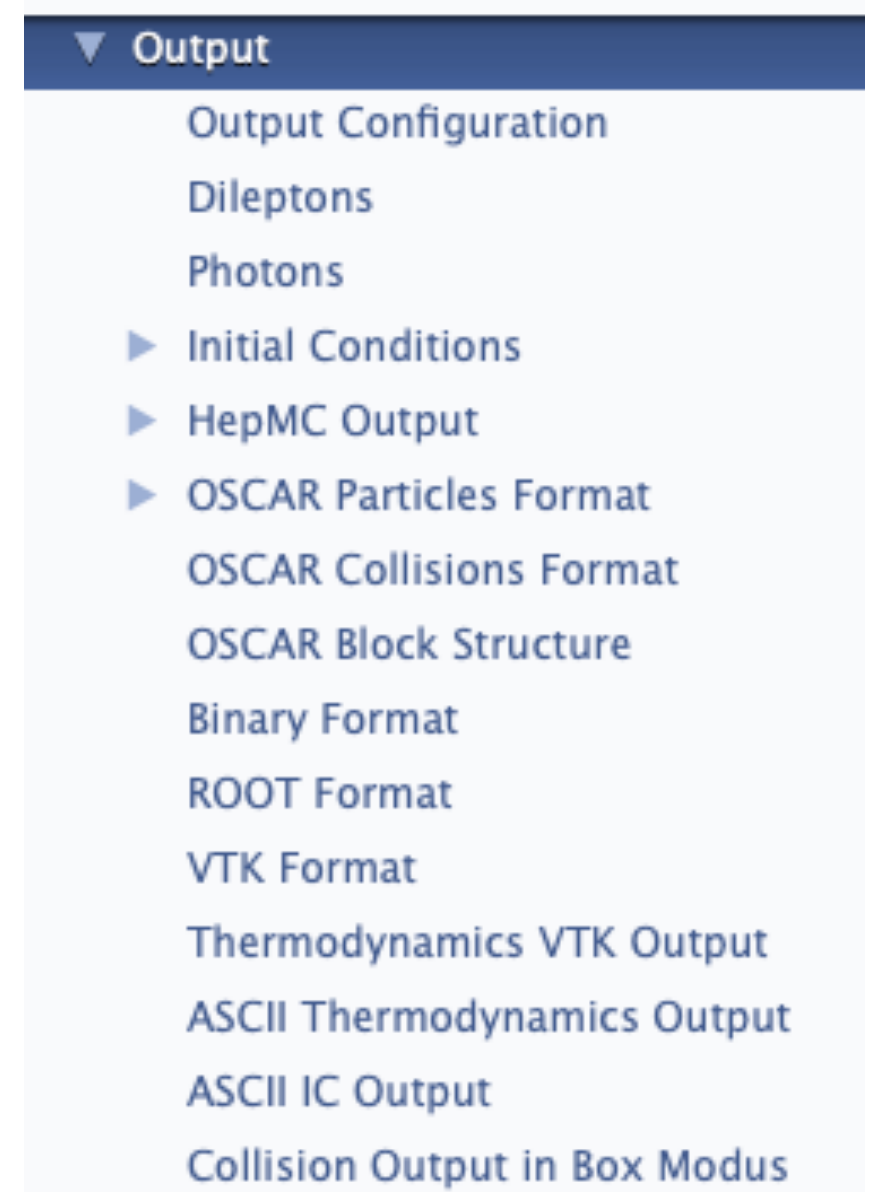 Output
Output Configuration
Dileptons
Photons
Initial Conditions
HepMC Output
OSCAR Particles Format
OSCAR Collisions Format
OSCAR Block Structure
Binary Format
ROOT Format
VTK Format
Thermodynamics VTK Output
ASCII Thermodynamics Output
ASCII IC Output
Collision Output in Box Modus